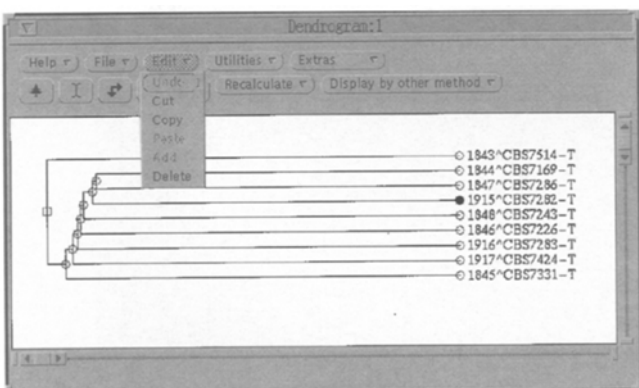 Dendrogram:1
Help File Edit Utilities Extras
Undo Recalculate Display by other method
Cut
Copy
Paste
Add
Delete
1843^CBS7514-T
1844^CBS7169-T
1847^CBS7286-T
1915^CBS7282-T
1848^CBS7243-T
1846^CBS7226-T
1916^CBS7283-T
1917^CBS7424-T
1845^CBS7331-T